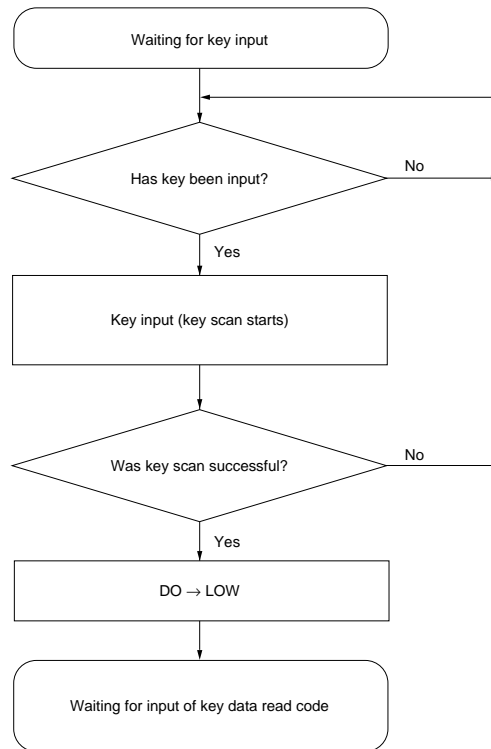 Waiting for key input
Has key been input?
No
Yes
Key input (key scan starts)
Was key scan successful?
No
Yes
DO → LOW
Waiting for input of key data read code